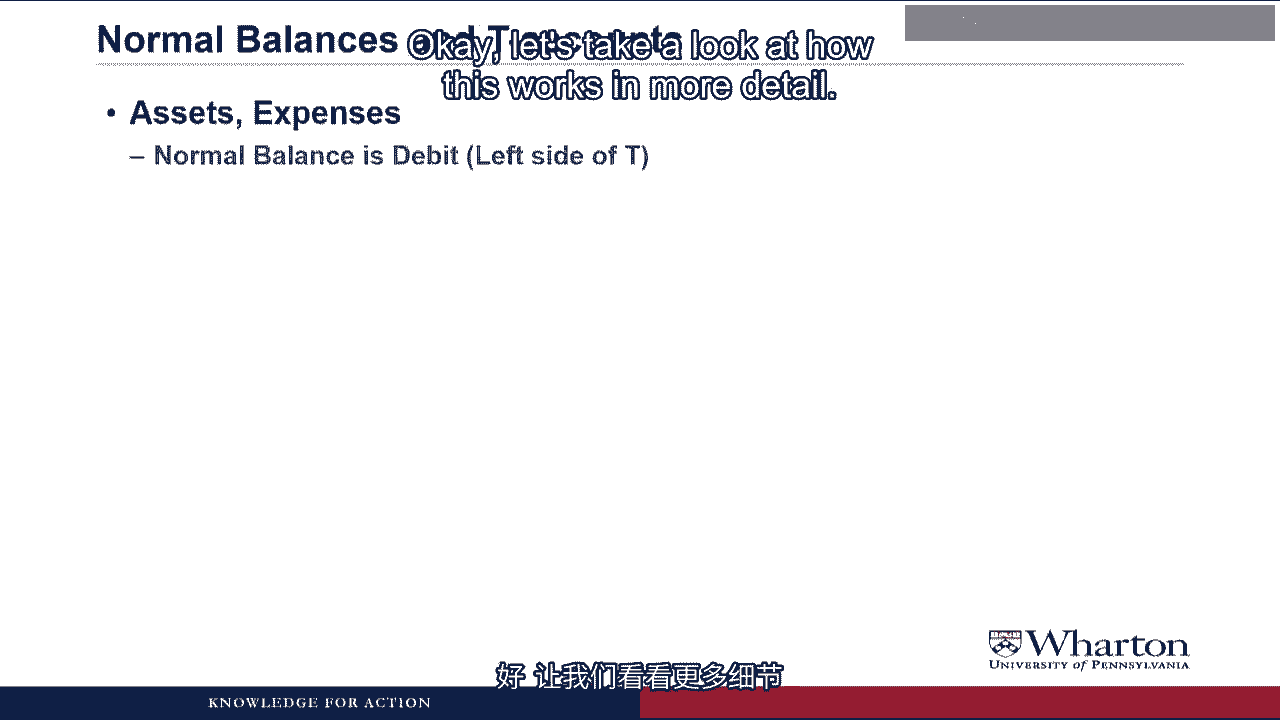 Normal Balances and T-accounts
Okay, let's take a look at how
this works in more detail.
• Assets, Expenses
– Normal Balance is Debit (Left side of T)
Wharton
UNIVERSITY of PENNSYLVANIA
好 让我们看看更多细节
KNOWLEDGE FOR ACTION